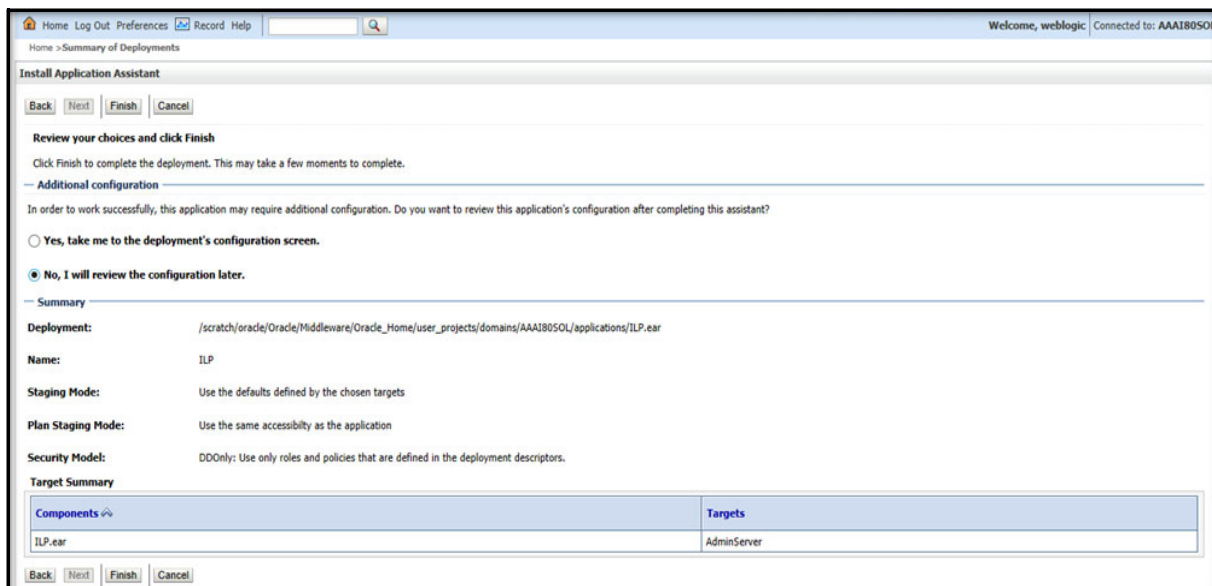 Home Log Out Preferences Record Help
Welcome, weblogic Connected to: AAAI80SOL
Home >Summary of Deployments
Install Application Assistant
Back Next Finish Cancel
Review your choices and click Finish
Click Finish to complete the deployment. This may take a few moments to complete.
Additional configuration
In order to work successfully, this application may require additional configuration. Do you want to review this application's configuration after completing this assistant?
Yes, take me to the deployment's configuration screen.
No, I will review the configuration later.
Summary
Deployment: /scratch/oracle/Oracle/Middleware/Oracle_Home/user_projects/domains/AAAI80SOL/applications/ILP.ear
Name: ILP
Staging Mode: Use the defaults defined by the chosen targets
Plan Staging Mode: Use the same accessibilty as the application
Security Model: DDOnly: Use only roles and policies that are defined in the deployment descriptors.
Target Summary
Components Targets
ILP.ear AdminServer
Back Next Finish Cancel